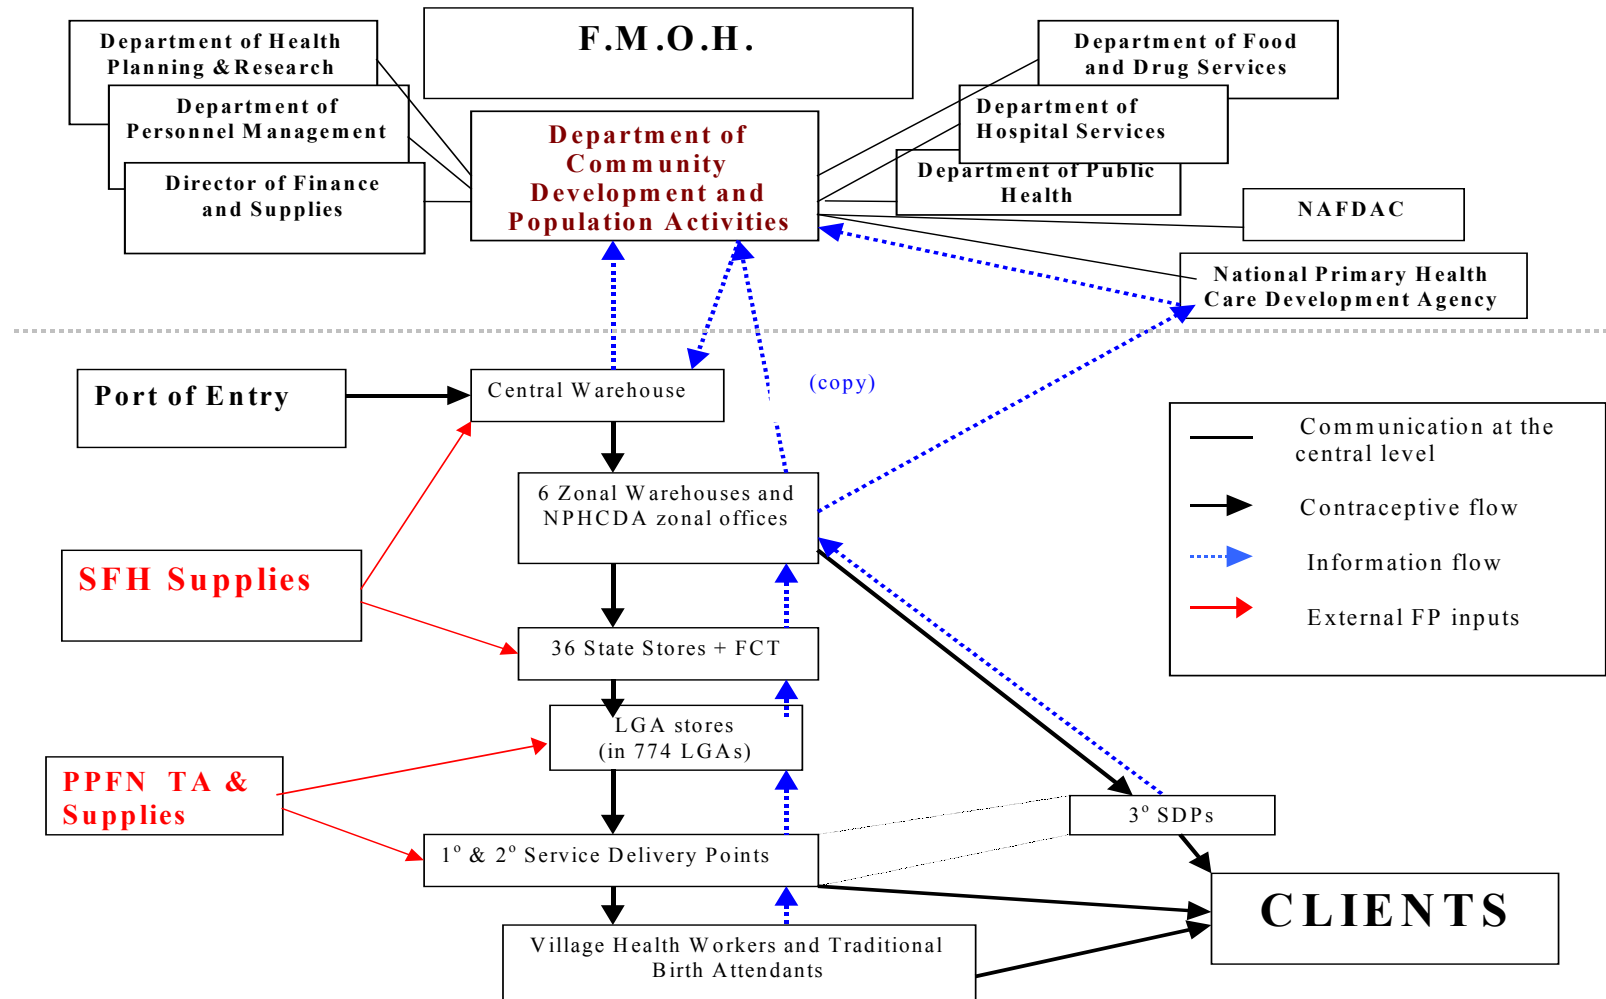 F.M.O.H.
Department of Health
Planning &Research
Department of
Personnel Management
Director of Finance
and Supplies
Department of
Community
Development and
Population Activities
Department of Food
and Drug Services
Department of
Hospital Services
Department of Public
Health
NAFDAC
National Primary Health
Care Development Agency
Port of Entry
Central Warehouse
(copy)
6 Zonal Warehouses and
NPHCDA zonal offices
SFH Supplies
36 State Stores + FCT
LGA stores
(in 774 LGAs)
PPFN TA &
Supplies
1° & 2° Service Delivery Points
3° SDPs
Village Health Workers and Traditional
Birth Attendants
CLIENTS
Communication at the
central level
Contraceptive flow
Information flow
External FP inputs